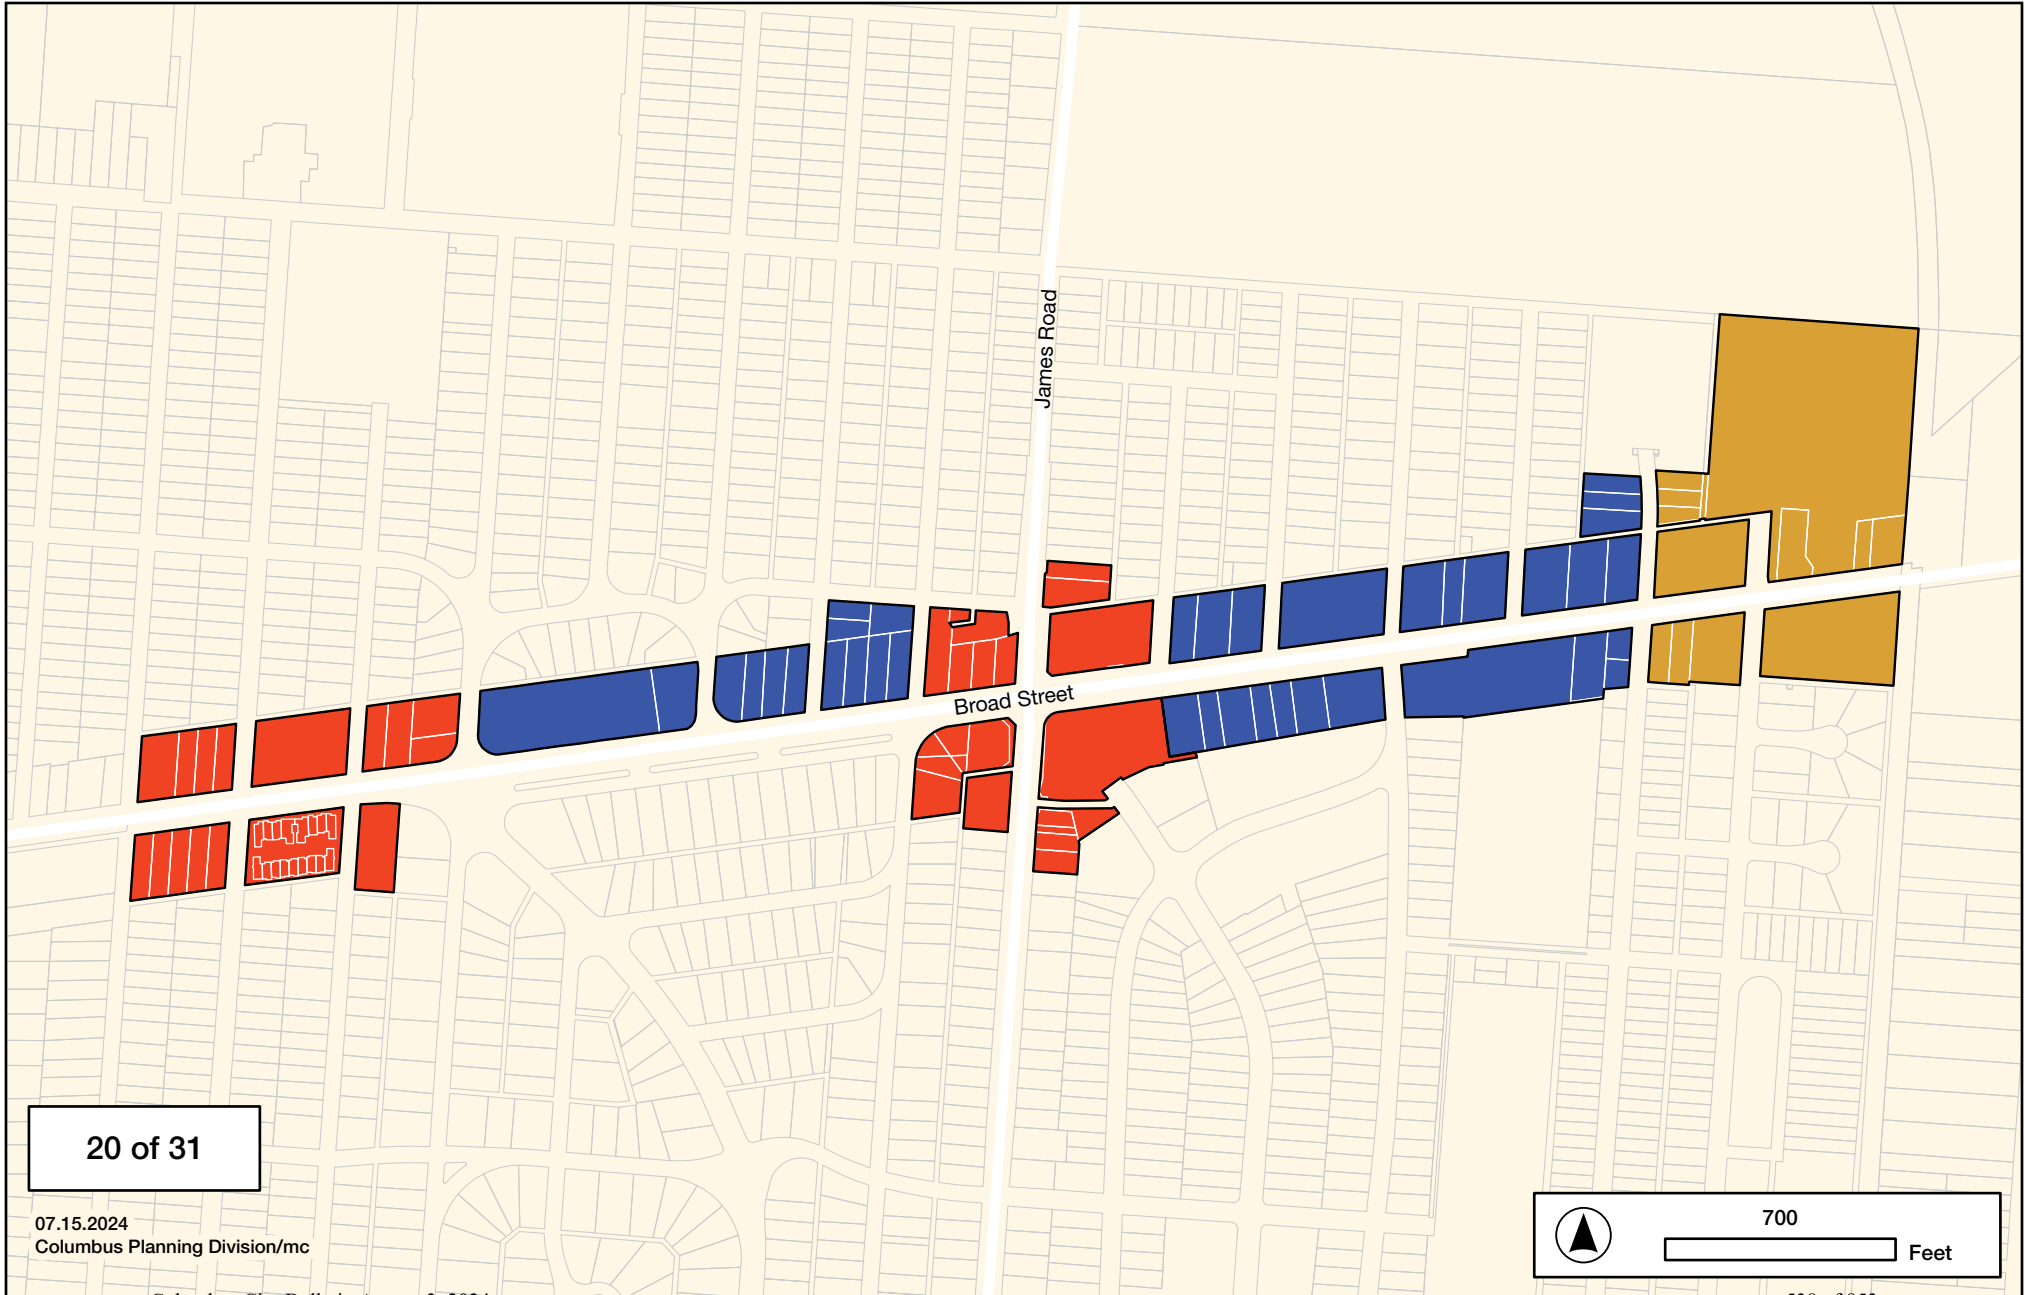 James Road
Broad Street
20 of 31
07.15.2024
Columbus Planning Division/mc
700
Feet